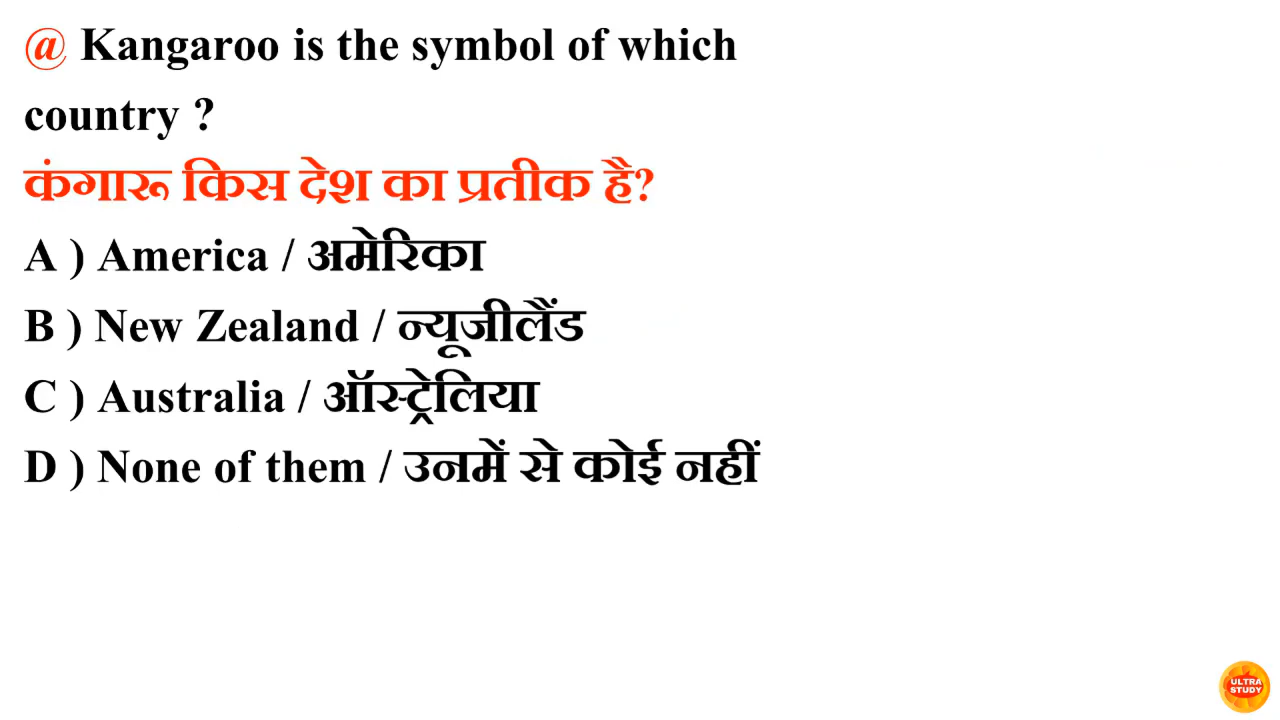 @ Kangaroo is the symbol of which
country ?
कंगारू किस देश का प्रतीक है?
A ) America / अमेरिका
B ) New Zealand / न्यूजीलैंड
C ) Australia / ऑस्ट्रेलिया
D ) None of them / उनमें से कोई नहीं
ULTRA
STUDY